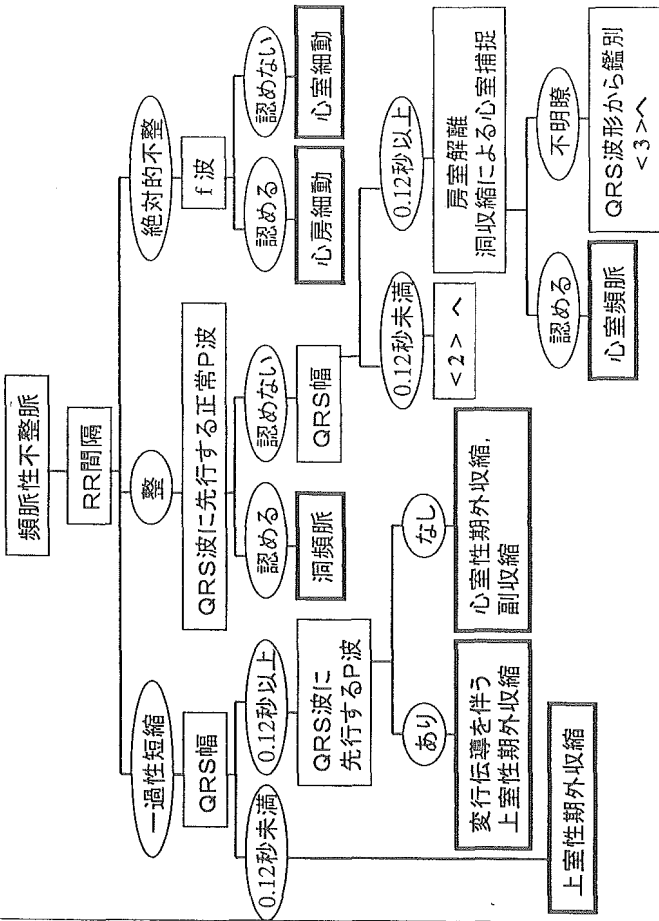 頻脈性不整脈
RR間隔
一過性短縮
整
絶対的不整
QRS幅
QRS波に先行する正常P波
f波
0.12秒未満
0.12秒以上
認める
認めない
認める
認めない
QRS波に
先行するP波
洞頻脈
QRS幅
心房細動
心室細動
あり
なし
0.12秒未満
0.12秒以上
変行伝導を伴う
上室性期外収縮
心室性期外収縮,
副収縮
<2> へ
房室解離
洞収縮による心室捕捉
上室性期外収縮
認める
不明瞭
心室頻脈
QRS波形から鑑別
<3>へ